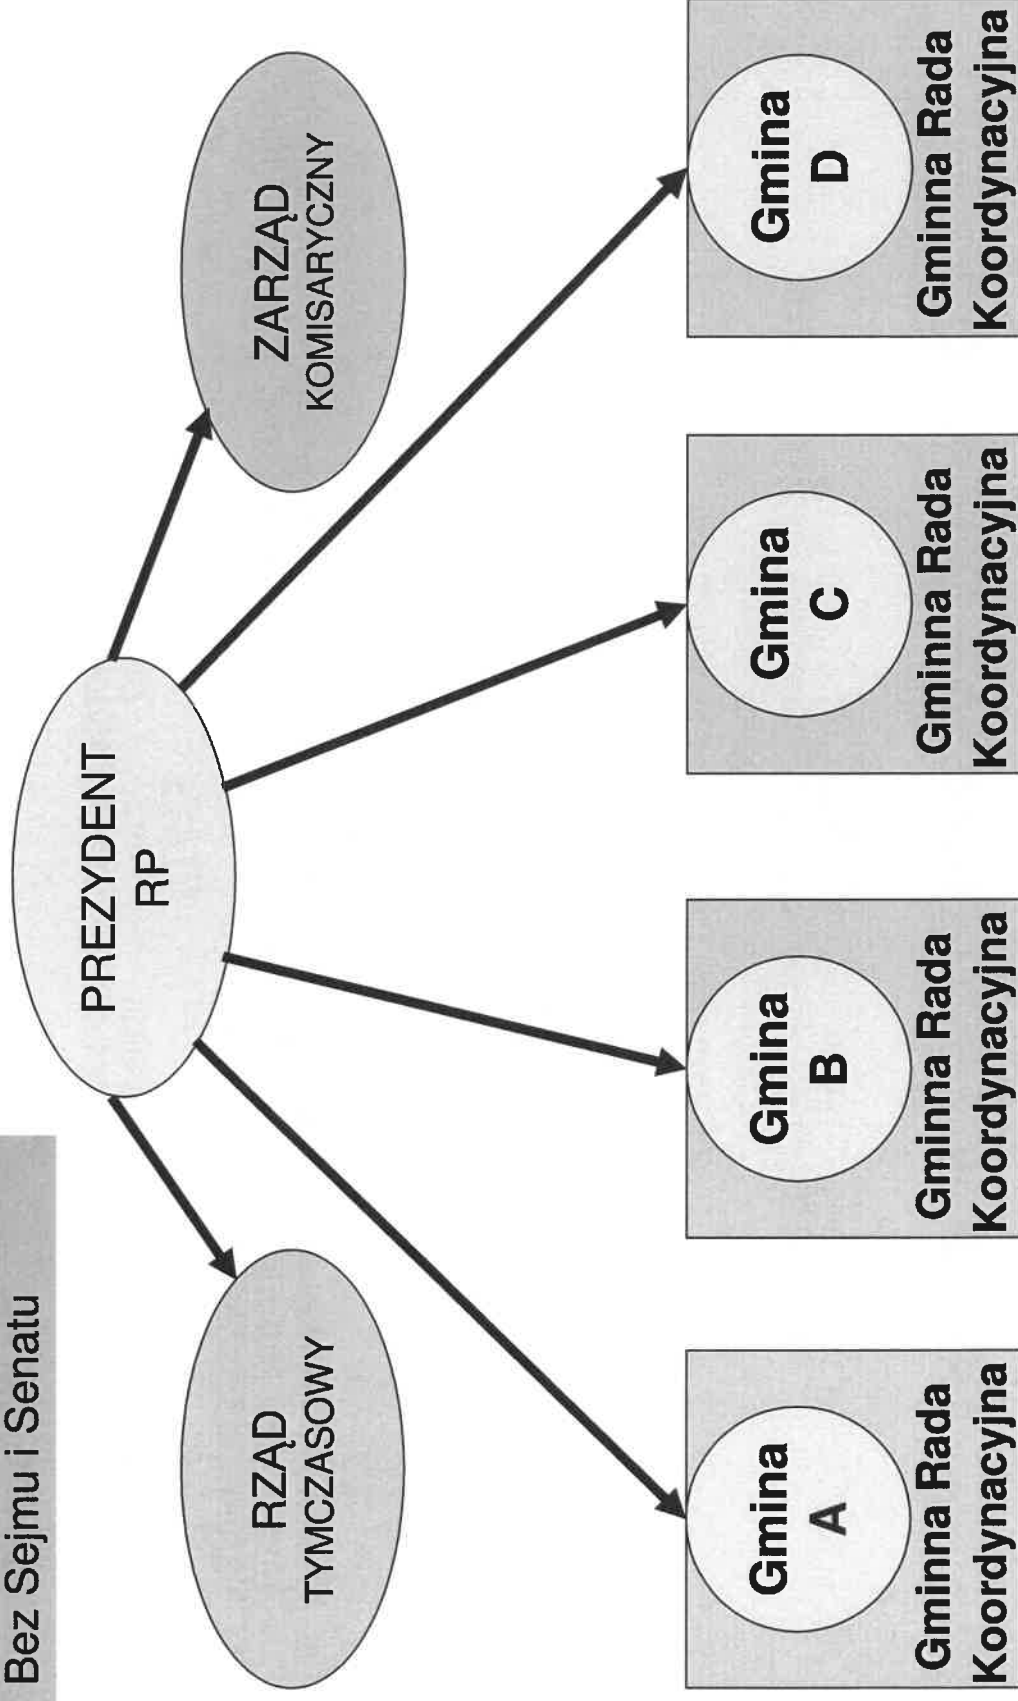 Bez Sejmu i Senatu
PREZYDENT
RP
RZĄD
TYMCZASOWY
ZARZĄD
KOMISARYCZNY
Gmina
A
Gminna Rada
Koordynacyjna
Gmina
B
Gminna Rada
Koordynacyjna
Gmina
C
Gminna Rada
Koordynacyjna
Gmina
D
Gminna Rada
Koordynacyjna